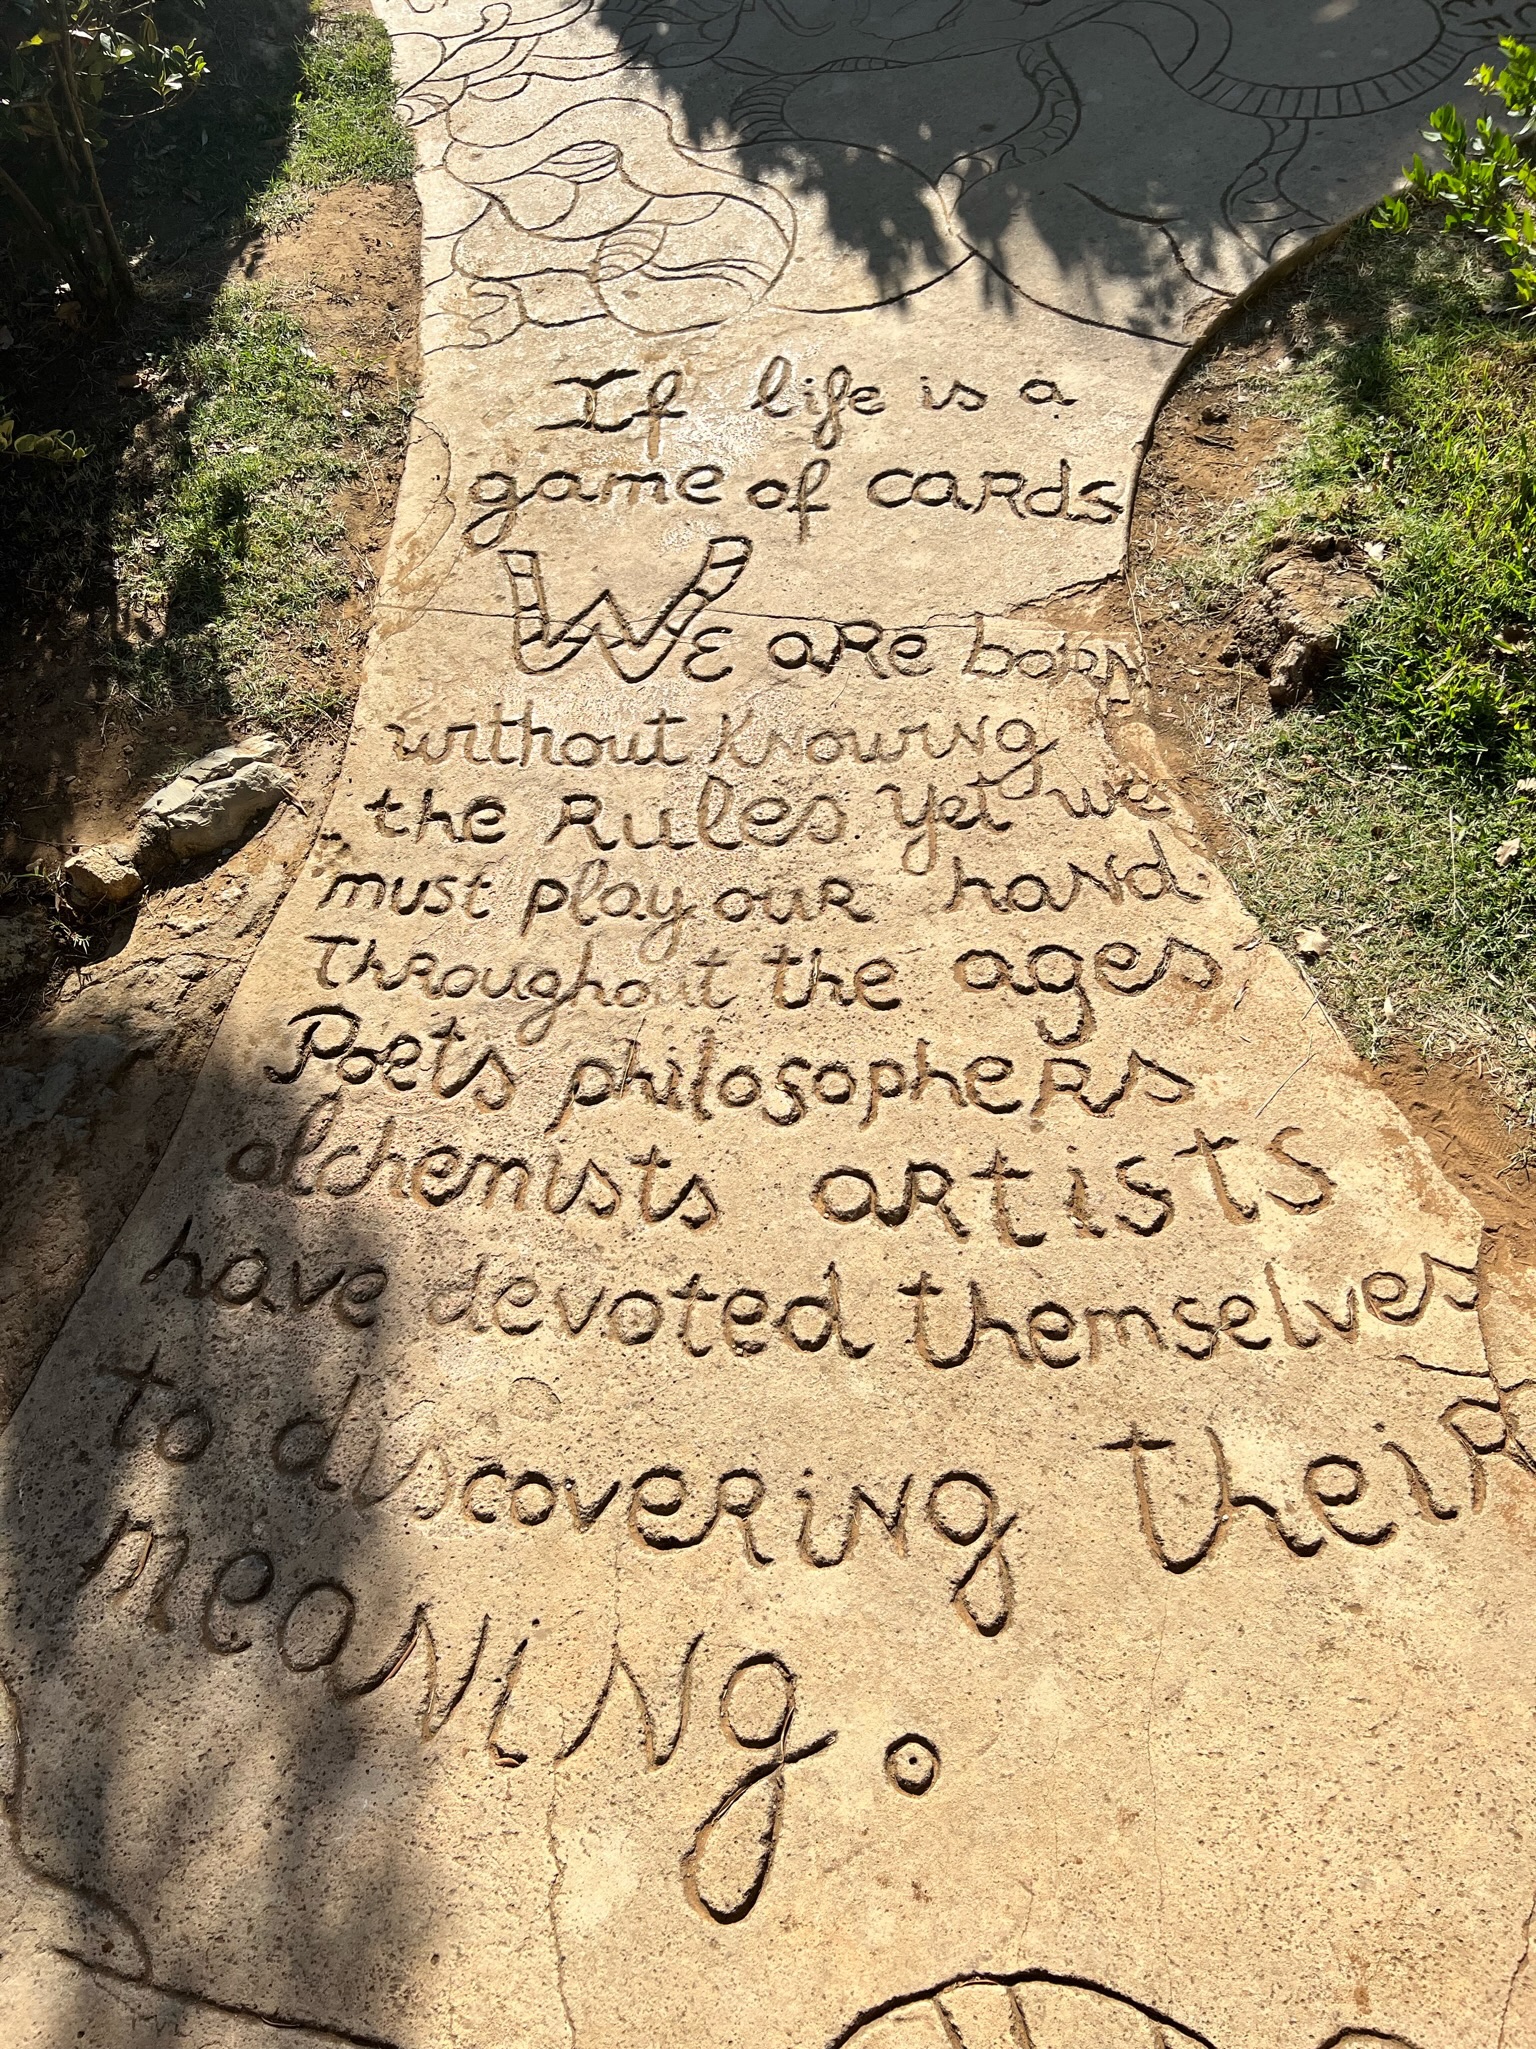 If life is a
game of cards
We are born
without knowing
the Rules. Yet we
must play our hand
Throughout the ages
Poets philosophers
alchemists artists
have devoted themselves
to discovering their
meaning.